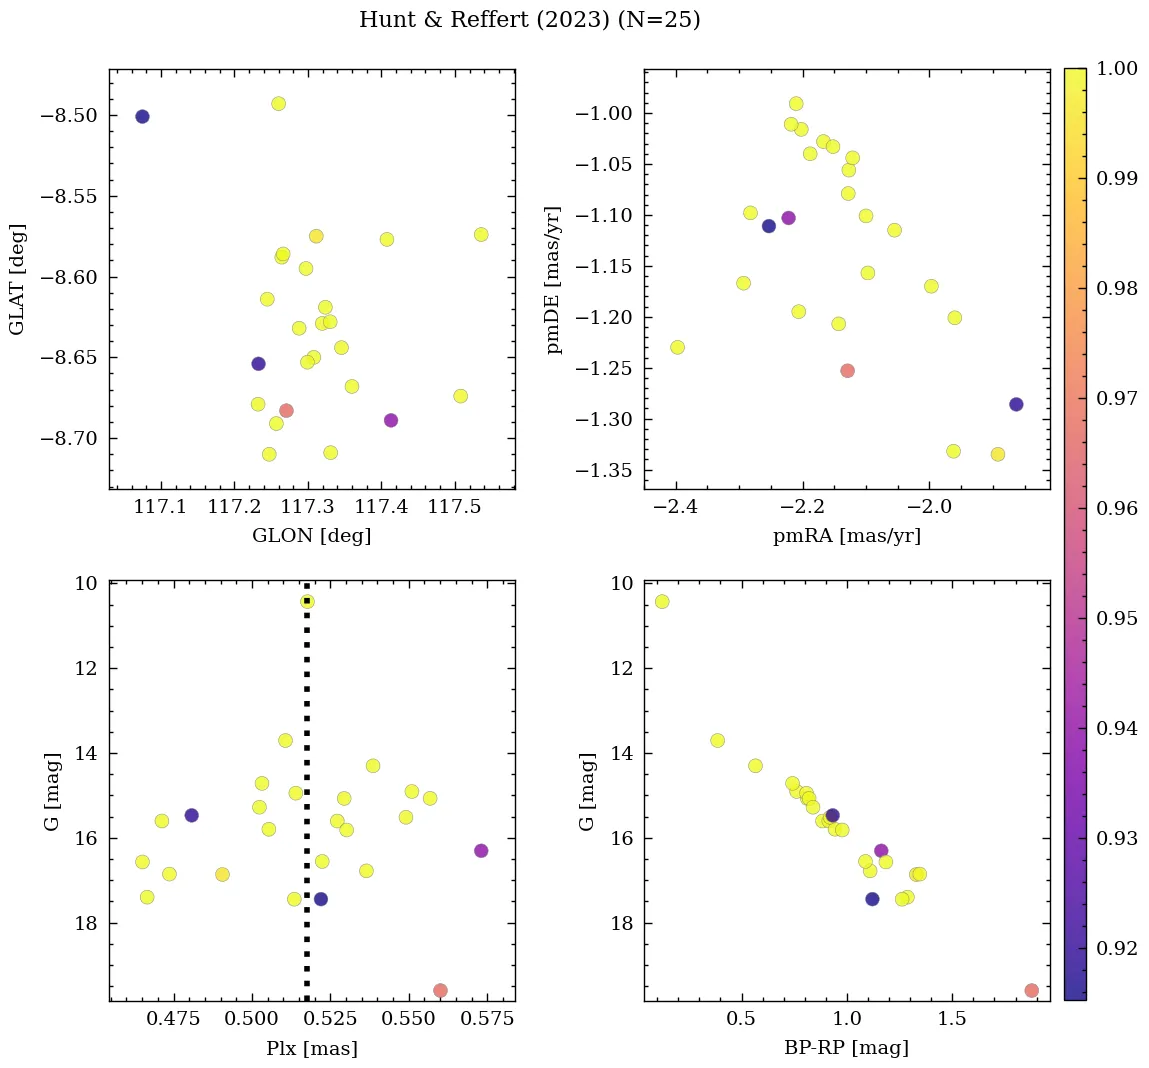 Hunt & Reffert (2023) (N=25)
−8.50
−8.55
−8.60
−8.65
−8.70
GLAT [deg]
117.1 117.2 117.3 117.4 117.5
GLON [deg]
−1.00
−1.05
−1.10
−1.15
−1.20
−1.25
−1.30
−1.35
pmDE [mas/yr]
−2.4 −2.2 −2.0
pmRA [mas/yr]
10
12
14
16
18
G [mag]
0.475 0.500 0.525 0.550 0.575
Plx [mas]
10
12
14
16
18
G [mag]
0.5 1.0 1.5
BP-RP [mag]
1.00
0.99
0.98
0.97
0.96
0.95
0.94
0.93
0.92